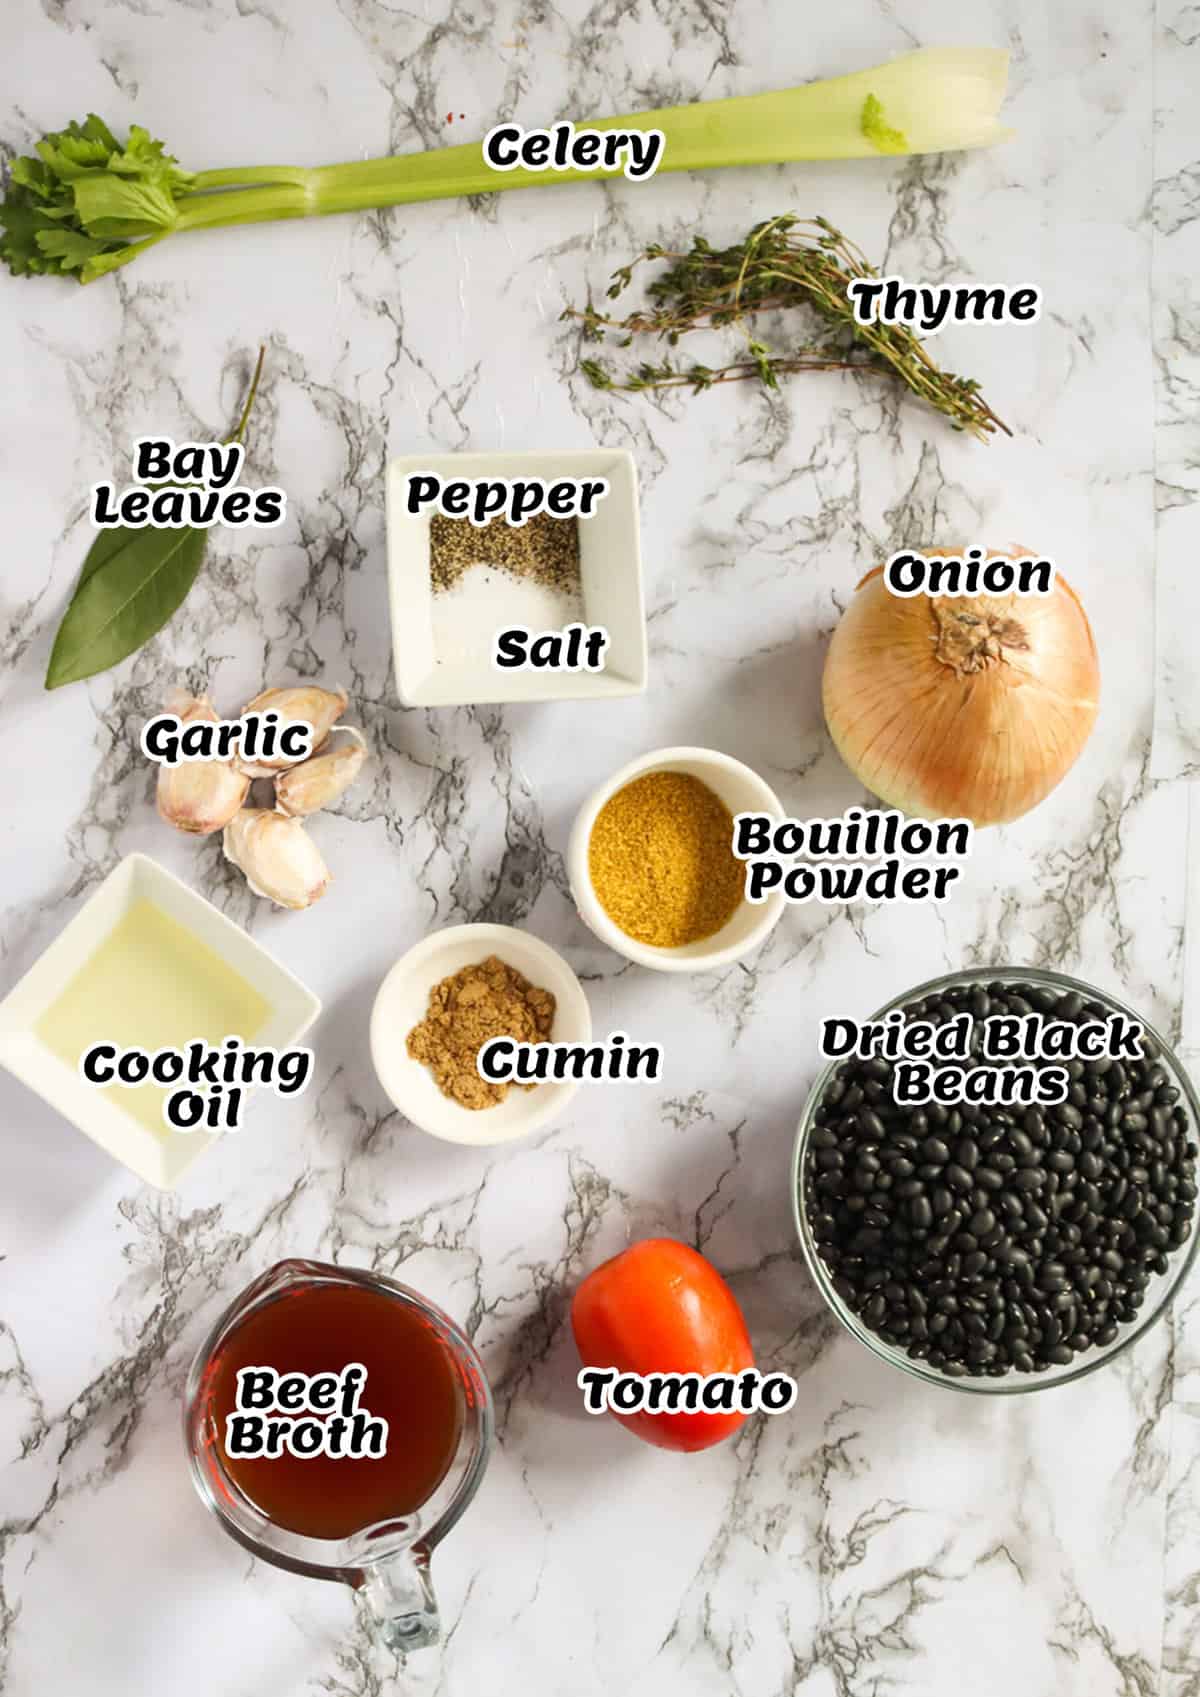 Celery
Thyme
Bay
Leaves
Pepper
Salt
Onion
Garlic
Bouillon
Powder
Cooking
Oil
Cumin
Dried Black
Beans
Beef
Broth
Tomato